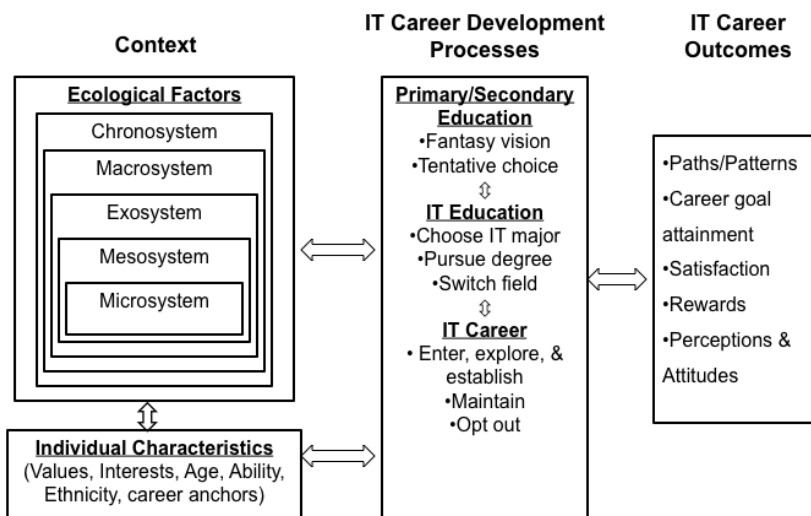 Context
Ecological Factors
Chronosystem
Macrosystem
Exosystem
Mesosystem
Microsystem
Individual Characteristics
(Values, Interests, Age, Ability,
Ethnicity, career anchors)
IT Career Development
Processes
Primary/Secondary
Education
•Fantasy vision
•Tentative choice
IT Education
•Choose IT major
•Pursue degree
•Switch field
IT Career
• Enter, explore, &
establish
•Maintain
•Opt out
IT Career
Outcomes
•Paths/Patterns
•Career goal
attainment
•Satisfaction
•Rewards
•Perceptions &
Attitudes